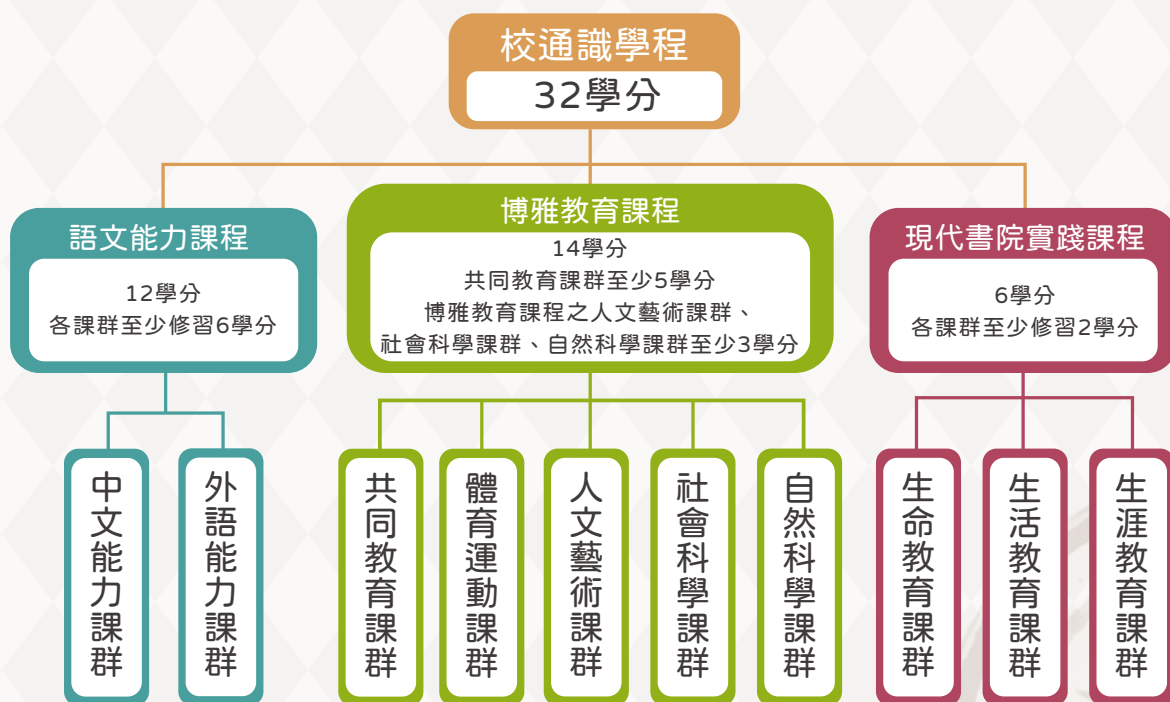 校通識學程
32學分
語文能力課程
12學分
各課群至少修習6學分
博雅教育課程
14學分
共同教育課群至少5學分
博雅教育課程之人文藝術課群、
社會科學課群、自然科學課群至少3學分
現代書院實踐課程
6學分
各課群至少修習2學分
中文能力課群
外語能力課群
共同教育課群
體育運動課群
人文藝術課群
社會科學課群
自然科學課群
生命教育課群
生活教育課群
生涯教育課群